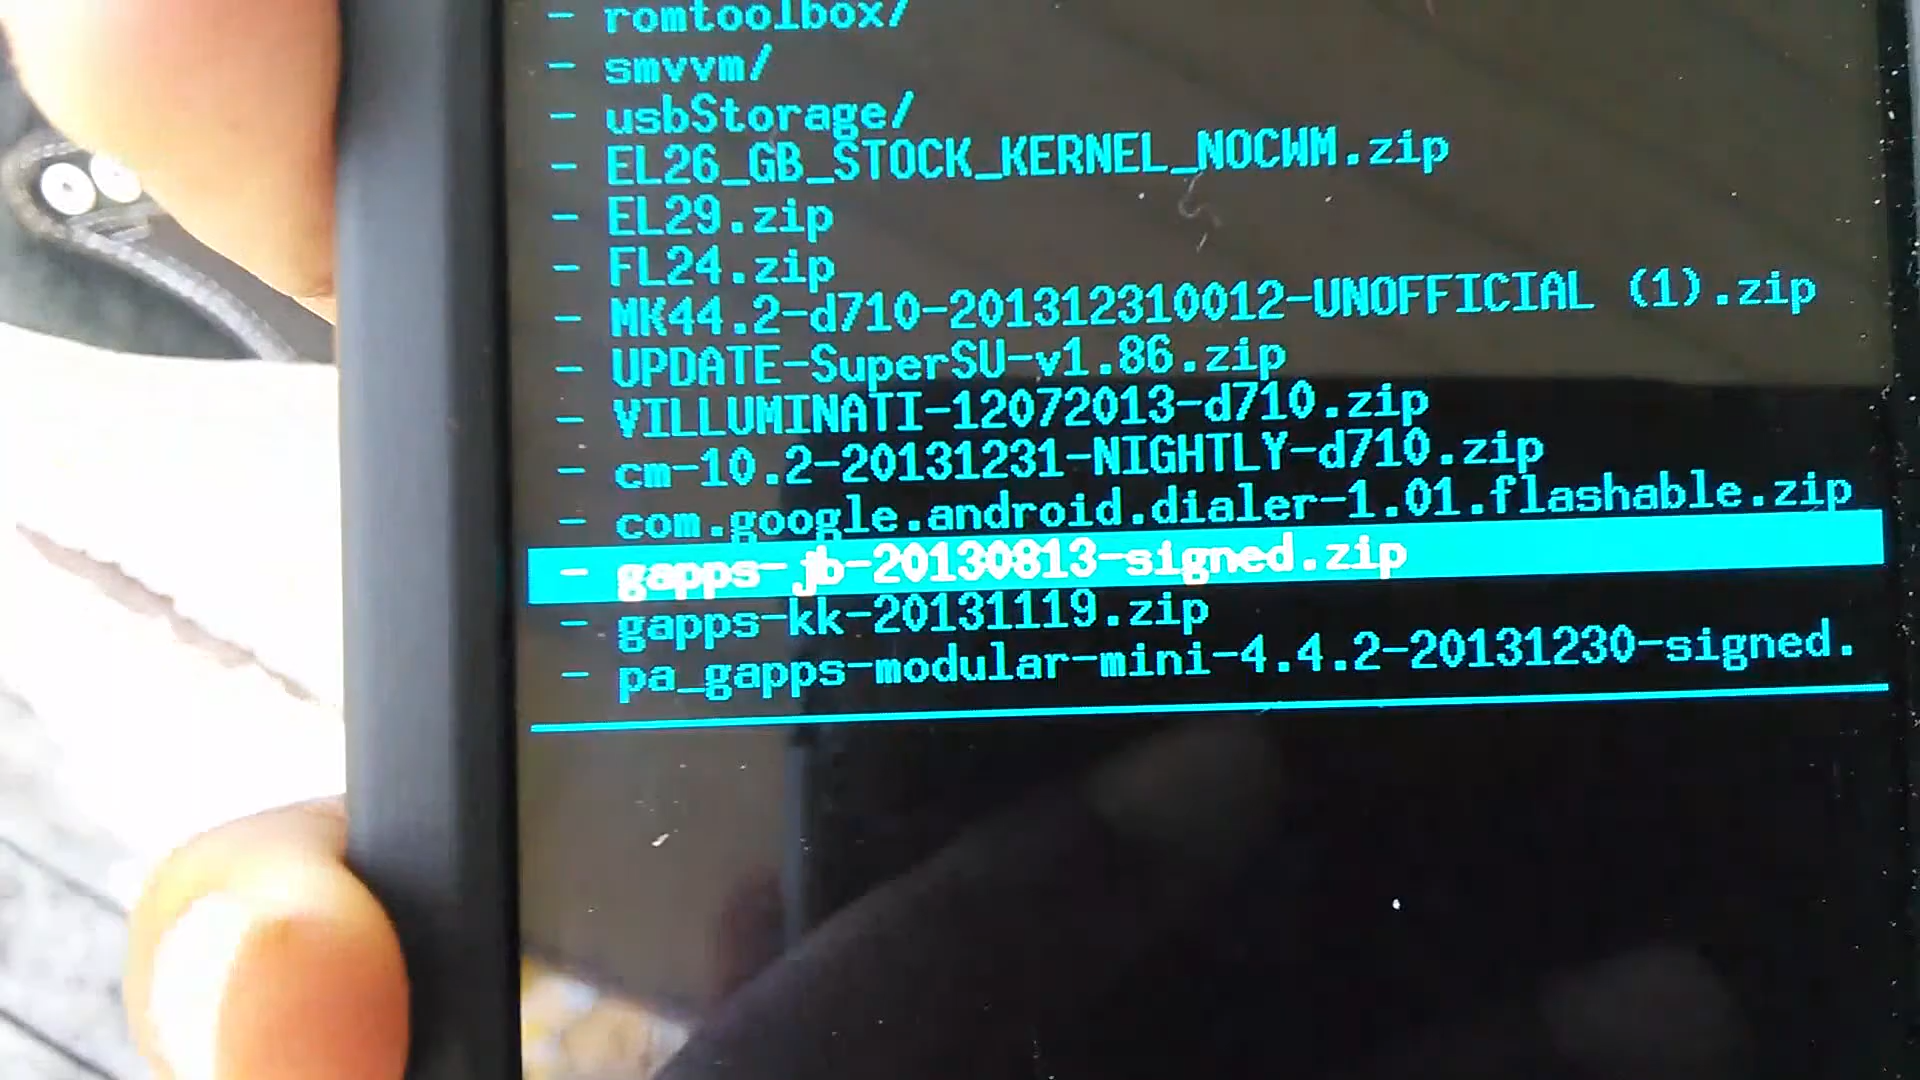 - romtoolbox/
- smvvm/
- usbStorage/
- EL26_GB_STOCK_KERNEL_NOCWM.zip
- EL29.zip
- FL24.zip
- MK44.2-d710-201312310012-UNOFFICIAL (1).zip
- UPDATE-SuperSU-v1.86.zip
- VILLUMINATI-12072013-d710.zip
- cm-10.2-20131231-NIGHTLY-d710.zip
- com.google.android.dialer-1.01.flashable.zip
- gapps-jb-20130813-signed.zip
- gapps-kk-20131119.zip
- pa_gapps-modular-mini-4.4.2-20131230-signed.